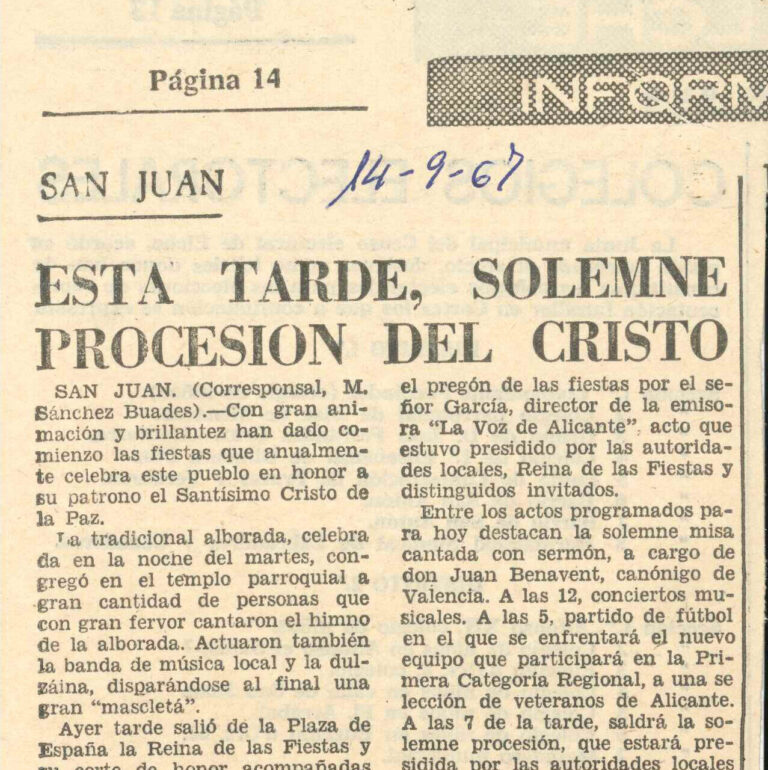 Página 14
INFORM
SAN JUAN
14-9-67
ESTA TARDE, SOLEMNE
PROCESION DEL CRISTO
SAN JUAN. (Corresponsal, M.
Sánchez Buades).—Con gran ani-
mación y brillantez han dado co-
mienzo las fiestas que anualmen-
te celebra este pueblo en honor a
su patrono el Santísimo Cristo de
la Paz.
La tradicional alborada, celebra
da en la noche del martes, con-
gregó en el templo parroquial a
gran cantidad de personas que
con gran fervor cantaron el himno
de la alborada. Actuaron también
la banda de música local y la dul-
záina, disparándose al final una
gran “mascletá”.
Ayer tarde salió de la Plaza de
España la Reina de las Fiestas y
su corte de honor acompañadas
el pregón de las fiestas por el se-
ñor García, director de la emiso-
ra “La Voz de Alicante”, acto que
estuvo presidido por las autorida-
des locales, Reina de las Fiestas y
distinguidos invitados.
Entre los actos programados pa-
ra hoy destacan la solemne misa
cantada con sermón, a cargo de
don Juan Benavent, canónigo de
Valencia. A las 12, conciertos mu-
sicales. A las 5, partido de fútbol
en el que se enfrentará el nuevo
equipo que participará en la Pri-
mera Categoría Regional, a una se
lección de veteranos de Alicante.
A las 7 de la tarde, saldrá la so-
lemne procesión, que estará pre-
sidida por las autoridades locales